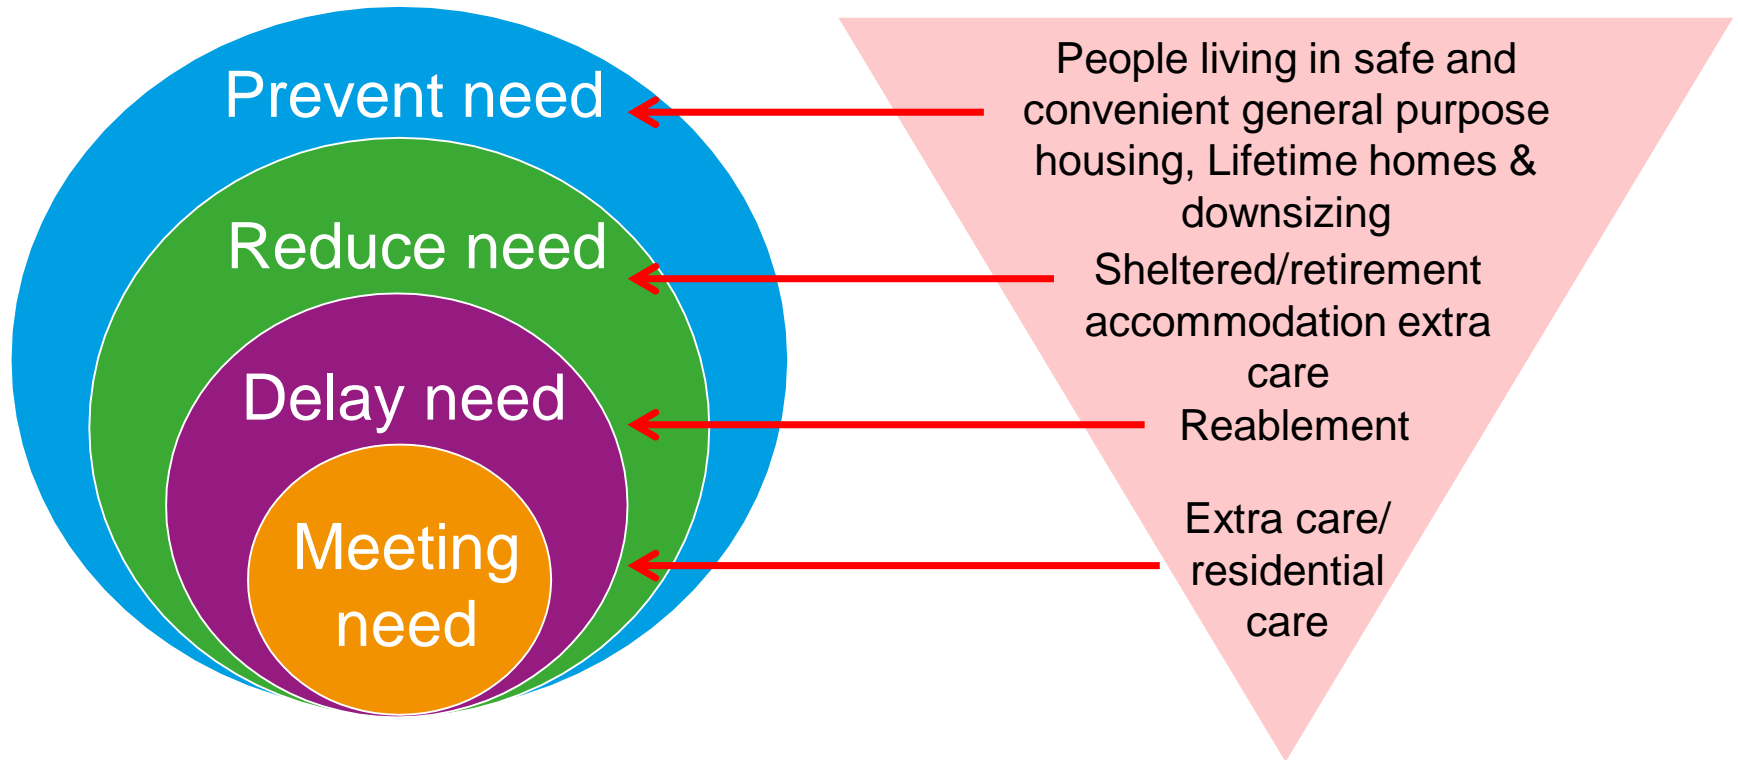 Prevent need
Reduce need
Delay need
Meeting
need
People living in safe and
convenient general purpose
housing, Lifetime homes &
downsizing
Sheltered/retirement
accommodation extra
care
Reablement
Extra care/
residential
care